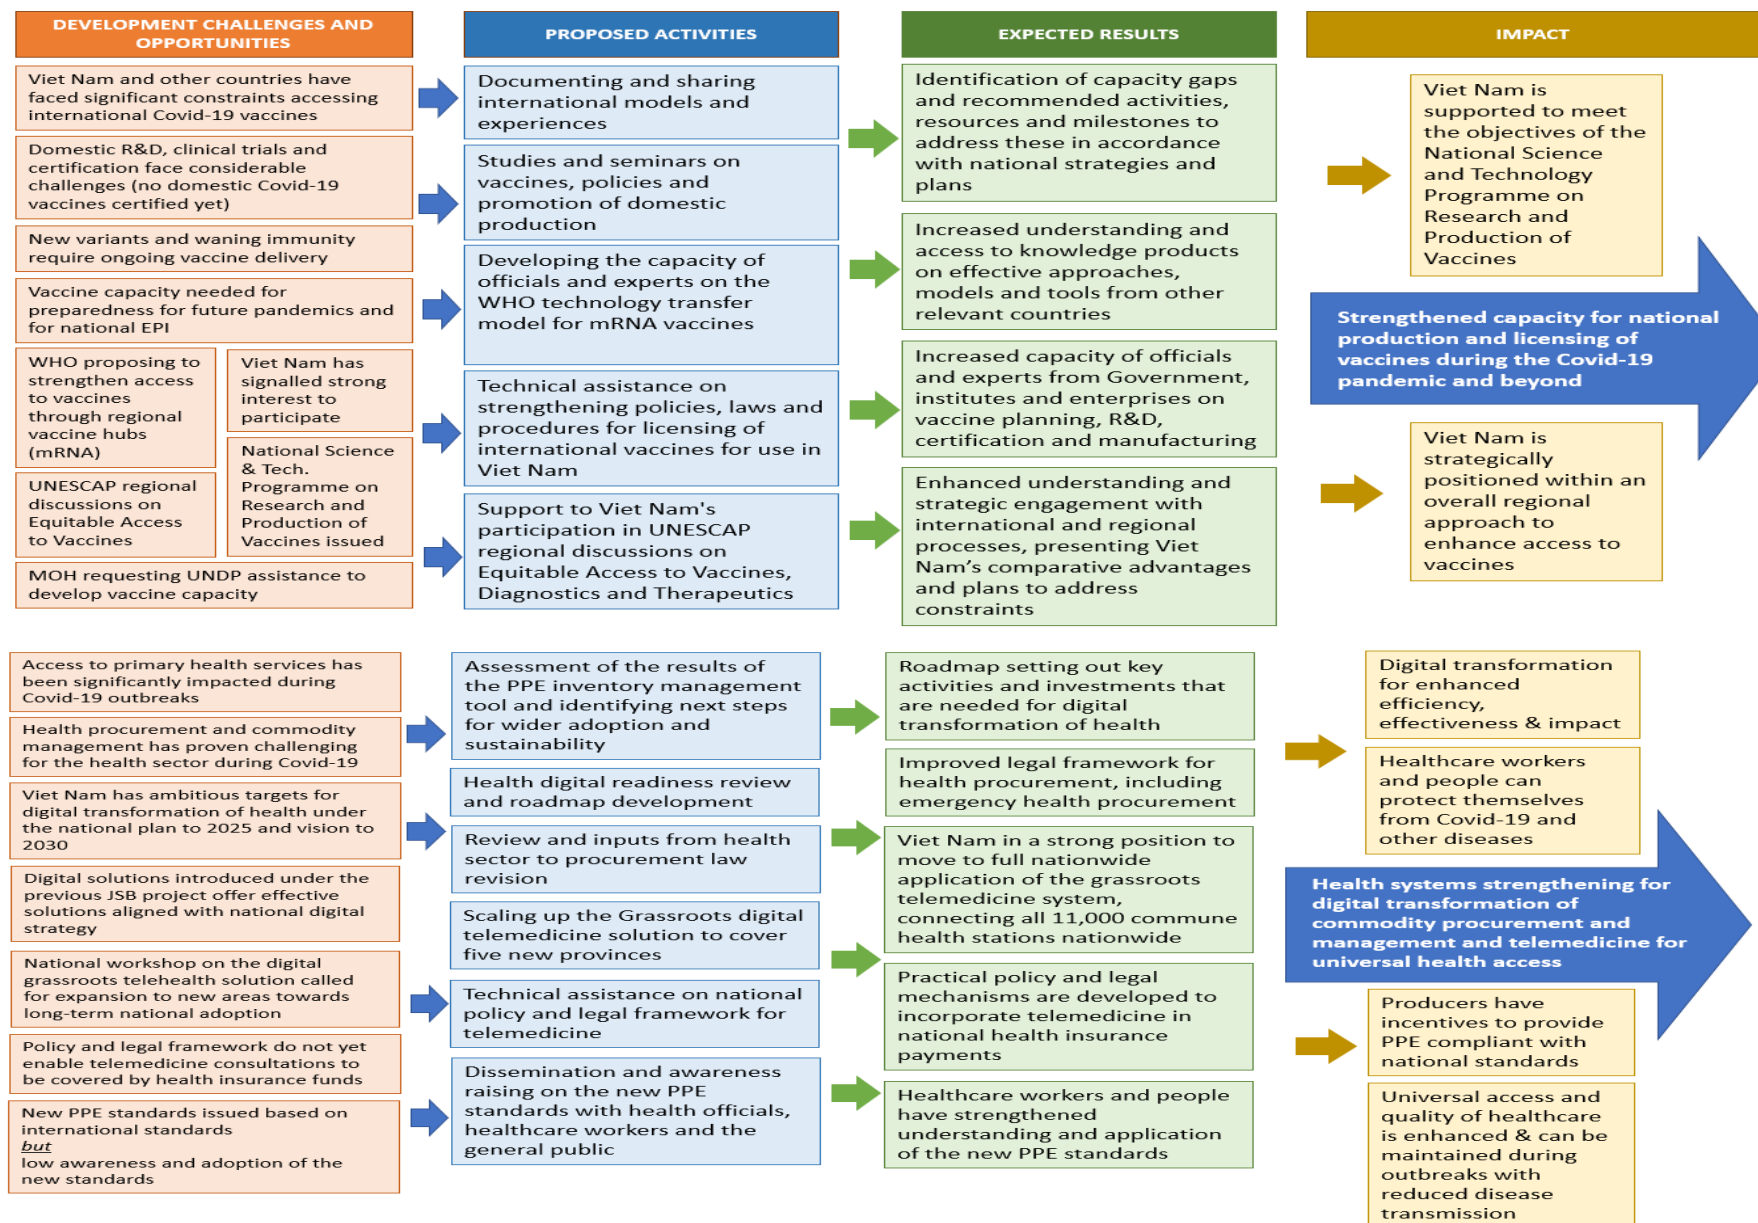 DEVELOPMENT CHALLENGES AND
OPPORTUNITIES
PROPOSED ACTIVITIES
EXPECTED RESULTS
IMPACT
Viet Nam and other countries have
faced significant constraints accessing
international Covid-19 vaccines
Domestic R&D, clinical trials and
certification face considerable
challenges (no domestic Covid-19
vaccines certified yet)
New variants and waning immunity
require ongoing vaccine delivery
Vaccine capacity needed for
preparedness for future pandemics and
for national EPI
WHO proposing to
strengthen access
to vaccines
through regional
vaccine hubs
(mRNA)
Viet Nam has
signalled strong
interest to
participate
UNESCAP regional
discussions on
Equitable Access
to Vaccines
National Science
& Tech.
Programme on
Research and
Production of
Vaccines issued
MOH requesting UNDP assistance to
develop vaccine capacity
Documenting and sharing
international models and
experiences
Studies and seminars on
vaccines, policies and
promotion of domestic
production
Developing the capacity of
officials and experts on the
WHO technology transfer
model for mRNA vaccines
Technical assistance on
strengthening policies, laws and
procedures for licensing of
international vaccines for use in
Viet Nam
Support to Viet Nam's
participation in UNESCAP
regional discussions on
Equitable Access to Vaccines,
Diagnostics and Therapeutics
Identification of capacity gaps
and recommended activities,
resources and milestones to
address these in accordance
with national strategies and
plans
Increased understanding and
access to knowledge products
on effective approaches,
models and tools from other
relevant countries
Increased capacity of officials
and experts from Government,
institutes and enterprises on
vaccine planning, R&D,
certification and manufacturing
Enhanced understanding and
strategic engagement with
international and regional
processes, presenting Viet
Nam’s comparative advantages
and plans to address
constraints
Viet Nam is
supported to meet
the objectives of the
National Science
and Technology
Programme on
Research and
Production of
Vaccines
Strengthened capacity for national
production and licensing of
vaccines during the Covid-19
pandemic and beyond
Viet Nam is
strategically
positioned within an
overall regional
approach to
enhance access to
vaccines
Access to primary health services has
been significantly impacted during
Covid-19 outbreaks
Health procurement and commodity
management has proven challenging
for the health sector during Covid-19
Viet Nam has ambitious targets for
digital transformation of health under
the national plan to 2025 and vision to
2030
Digital solutions introduced under the
previous JSB project offer effective
solutions aligned with national digital
strategy
National workshop on the digital
grassroots telehealth solution called
for expansion to new areas towards
long-term national adoption
Policy and legal framework do not yet
enable telemedicine consultations to
be covered by health insurance funds
New PPE standards issued based on
international standards
but
low awareness and adoption of the
new standards
Assessment of the results of
the PPE inventory management
tool and identifying next steps
for wider adoption and
sustainability
Health digital readiness review
and roadmap development
Review and inputs from health
sector to procurement law
revision
Scaling up the Grassroots digital
telemedicine solution to cover
five new provinces
Technical assistance on national
policy and legal framework for
telemedicine
Dissemination and awareness
raising on the new PPE
standards with health officials,
healthcare workers and the
general public
Roadmap setting out key
activities and investments that
are needed for digital
transformation of health
Improved legal framework for
health procurement, including
emergency health procurement
Viet Nam in a strong position to
move to full nationwide
application of the grassroots
telemedicine system,
connecting all 11,000 commune
health stations nationwide
Practical policy and legal
mechanisms are developed to
incorporate telemedicine in
national health insurance
payments
Healthcare workers and people
have strengthened
understanding and application
of the new PPE standards
Digital transformation
for enhanced
efficiency,
effectiveness & impact
Healthcare workers
and people can
protect themselves
from Covid-19 and
other diseases
Health systems strengthening for
digital transformation of
commodity procurement and
management and telemedicine for
universal health access
Producers have
incentives to provide
PPE compliant with
national standards
Universal access and
quality of healthcare
is enhanced & can be
maintained during
outbreaks with
reduced disease
transmission